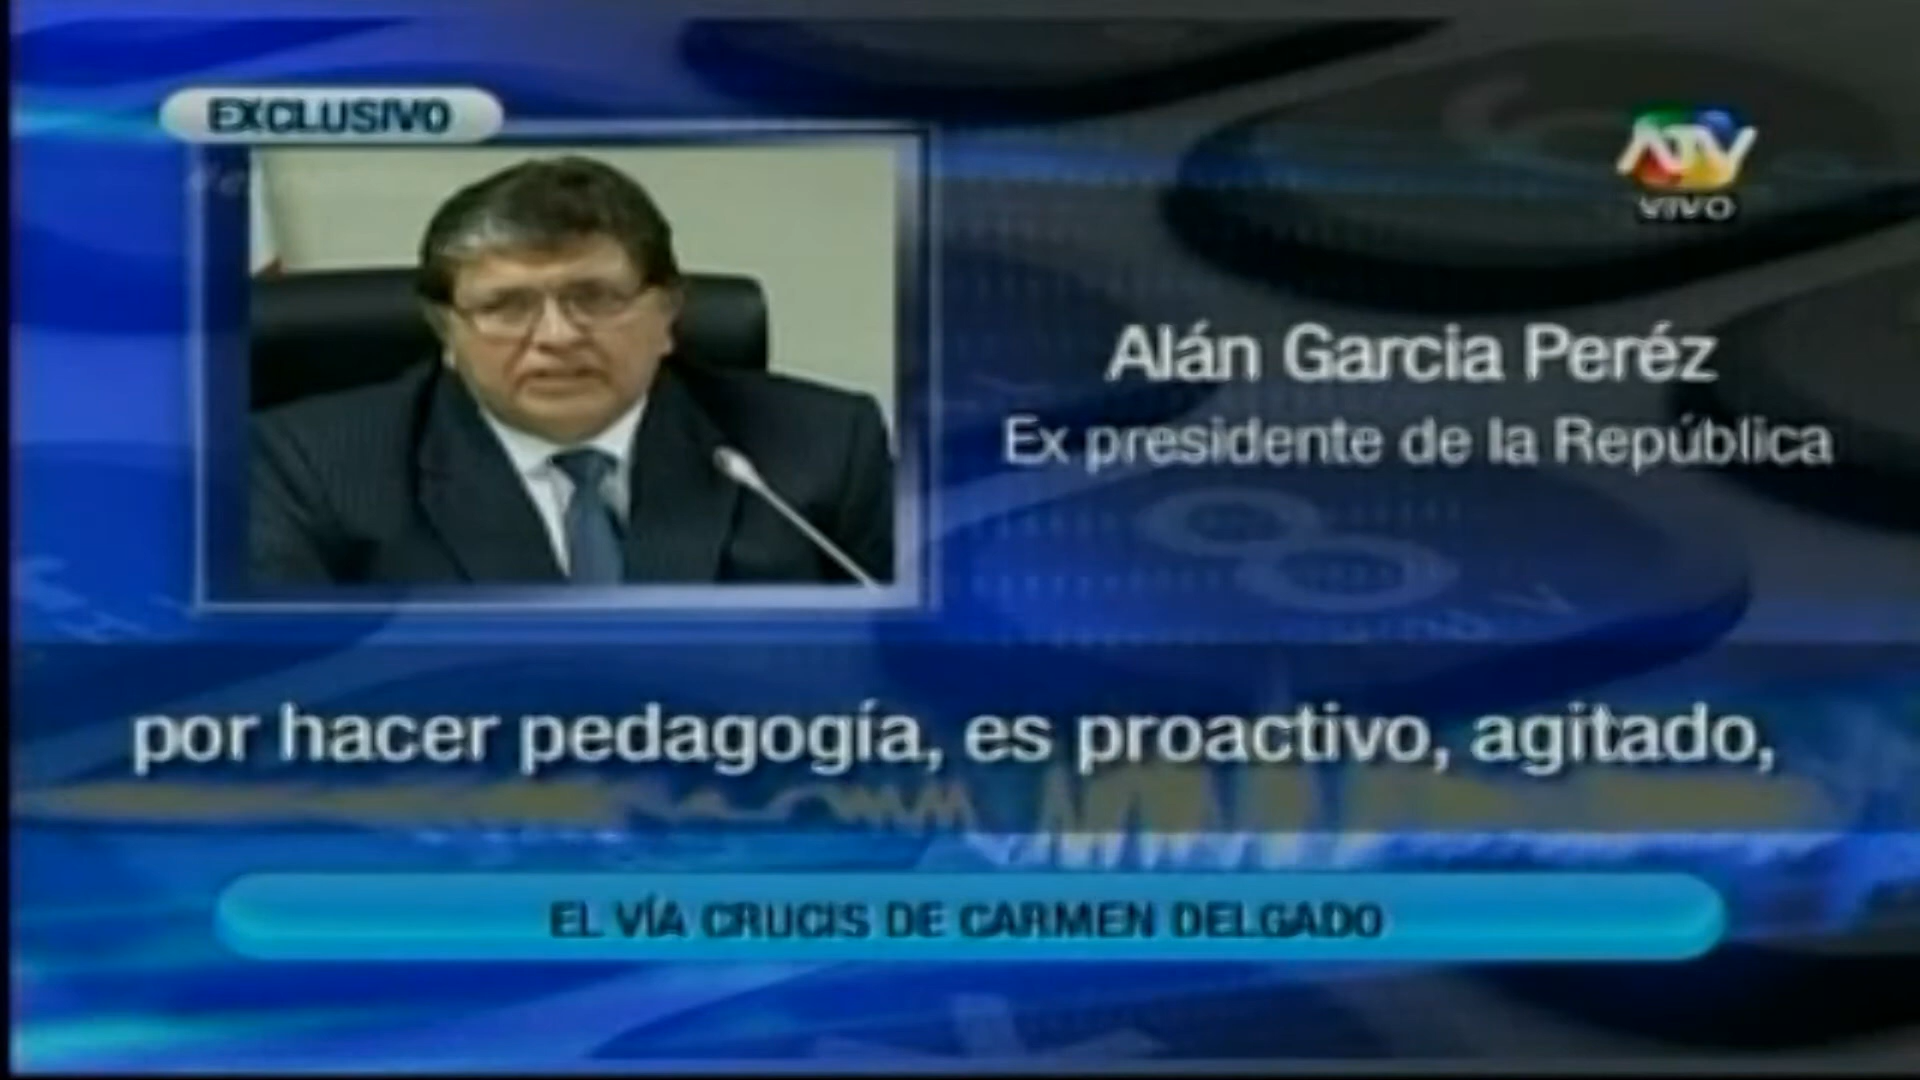 EXCLUSIVO
ATV
VIVO
Alán Garcia Peréz
Ex presidente de la República
por hacer pedagogía, es proactivo, agitado,
EL VÍA CRUCIS DE CARMEN DELGADO